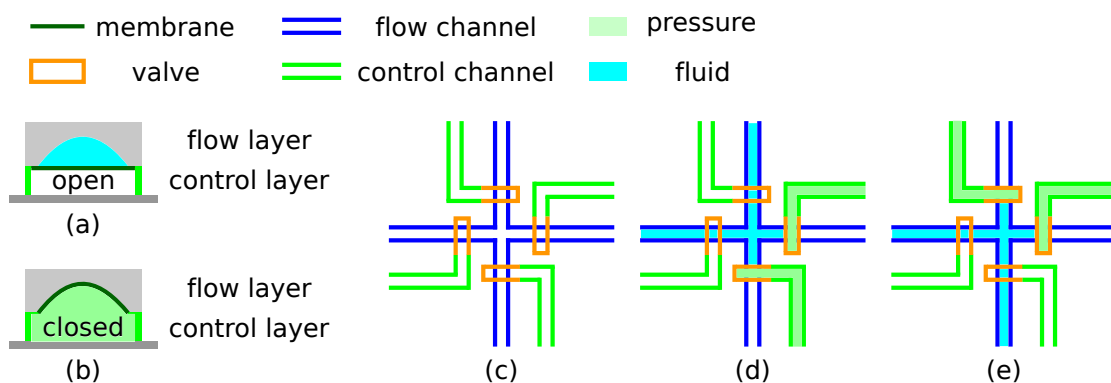 membrane flow channel pressure
valve control channel fluid
flow layer
open control layer
(a)
flow layer
closed control layer
(b) (c) (d) (e)